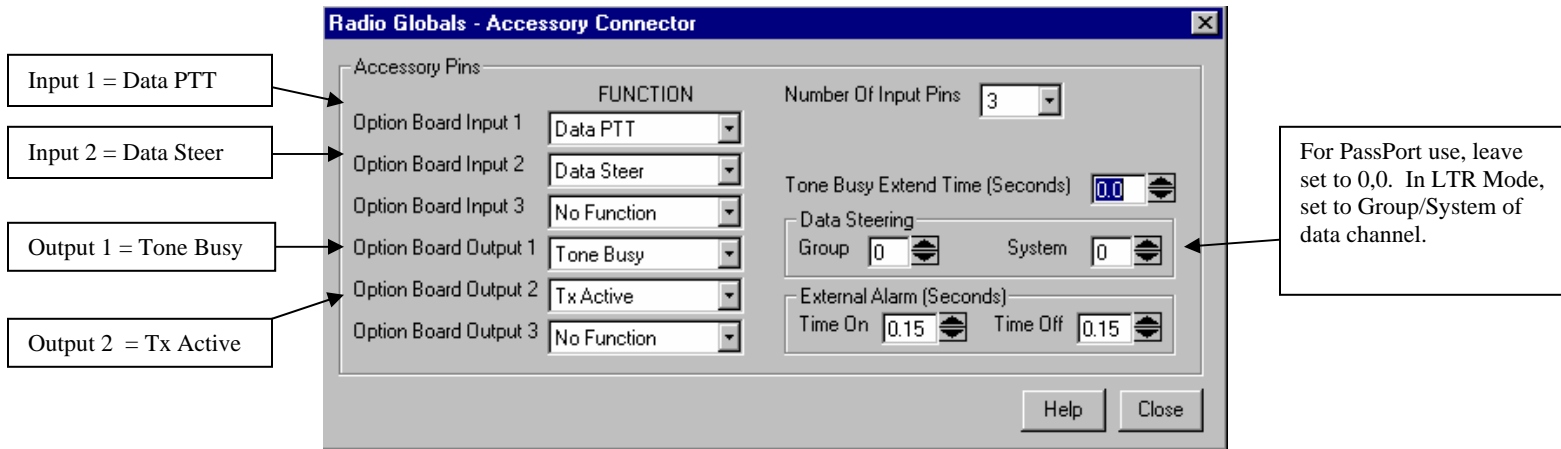 Radio Globals - Accessory Connector
Input 1 = Data PTT
Input 2 = Data Steer
Output 1 = Tone Busy
Output 2  = Tx Active
Accessory Pins
FUNCTION
Option Board Input 1 Data PTT
Option Board Input 2 Data Steer
Option Board Input 3 No Function
Option Board Output 1 Tone Busy
Option Board Output 2 Tx Active
Option Board Output 3 No Function
Number Of Input Pins 3
Tone Busy Extend Time (Seconds) 0.0
Data Steering
Group 0 System 0
External Alarm (Seconds)
Time On 0.15 Time Off 0.15
Help Close
For PassPort use, leave
set to 0,0.  In LTR Mode,
set to Group/System of
data channel.